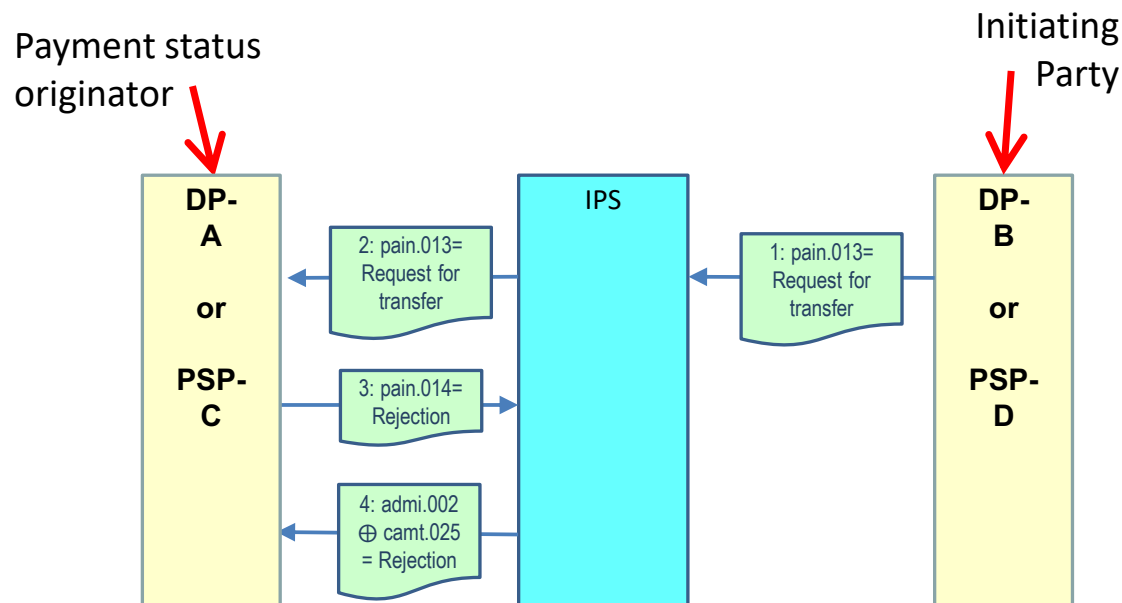 Payment status
originator
Initiating
Party
DP-
A
or
PSP-
C
IPS
DP-
B
or
PSP-
D
1: pain.013=
Request for
transfer
2: pain.013=
Request for
transfer
3: pain.014=
Rejection
4: admi.002
⊕ camt.025
= Rejection